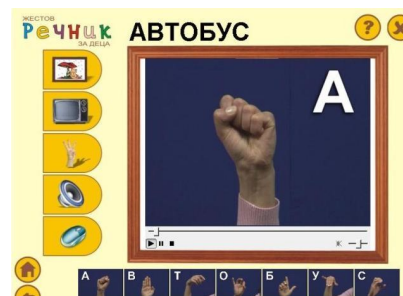 ЖЕСТОВ
Речник
ЗА ДЕЦА
АВТОБУС
?
А
А В Т О Б У С